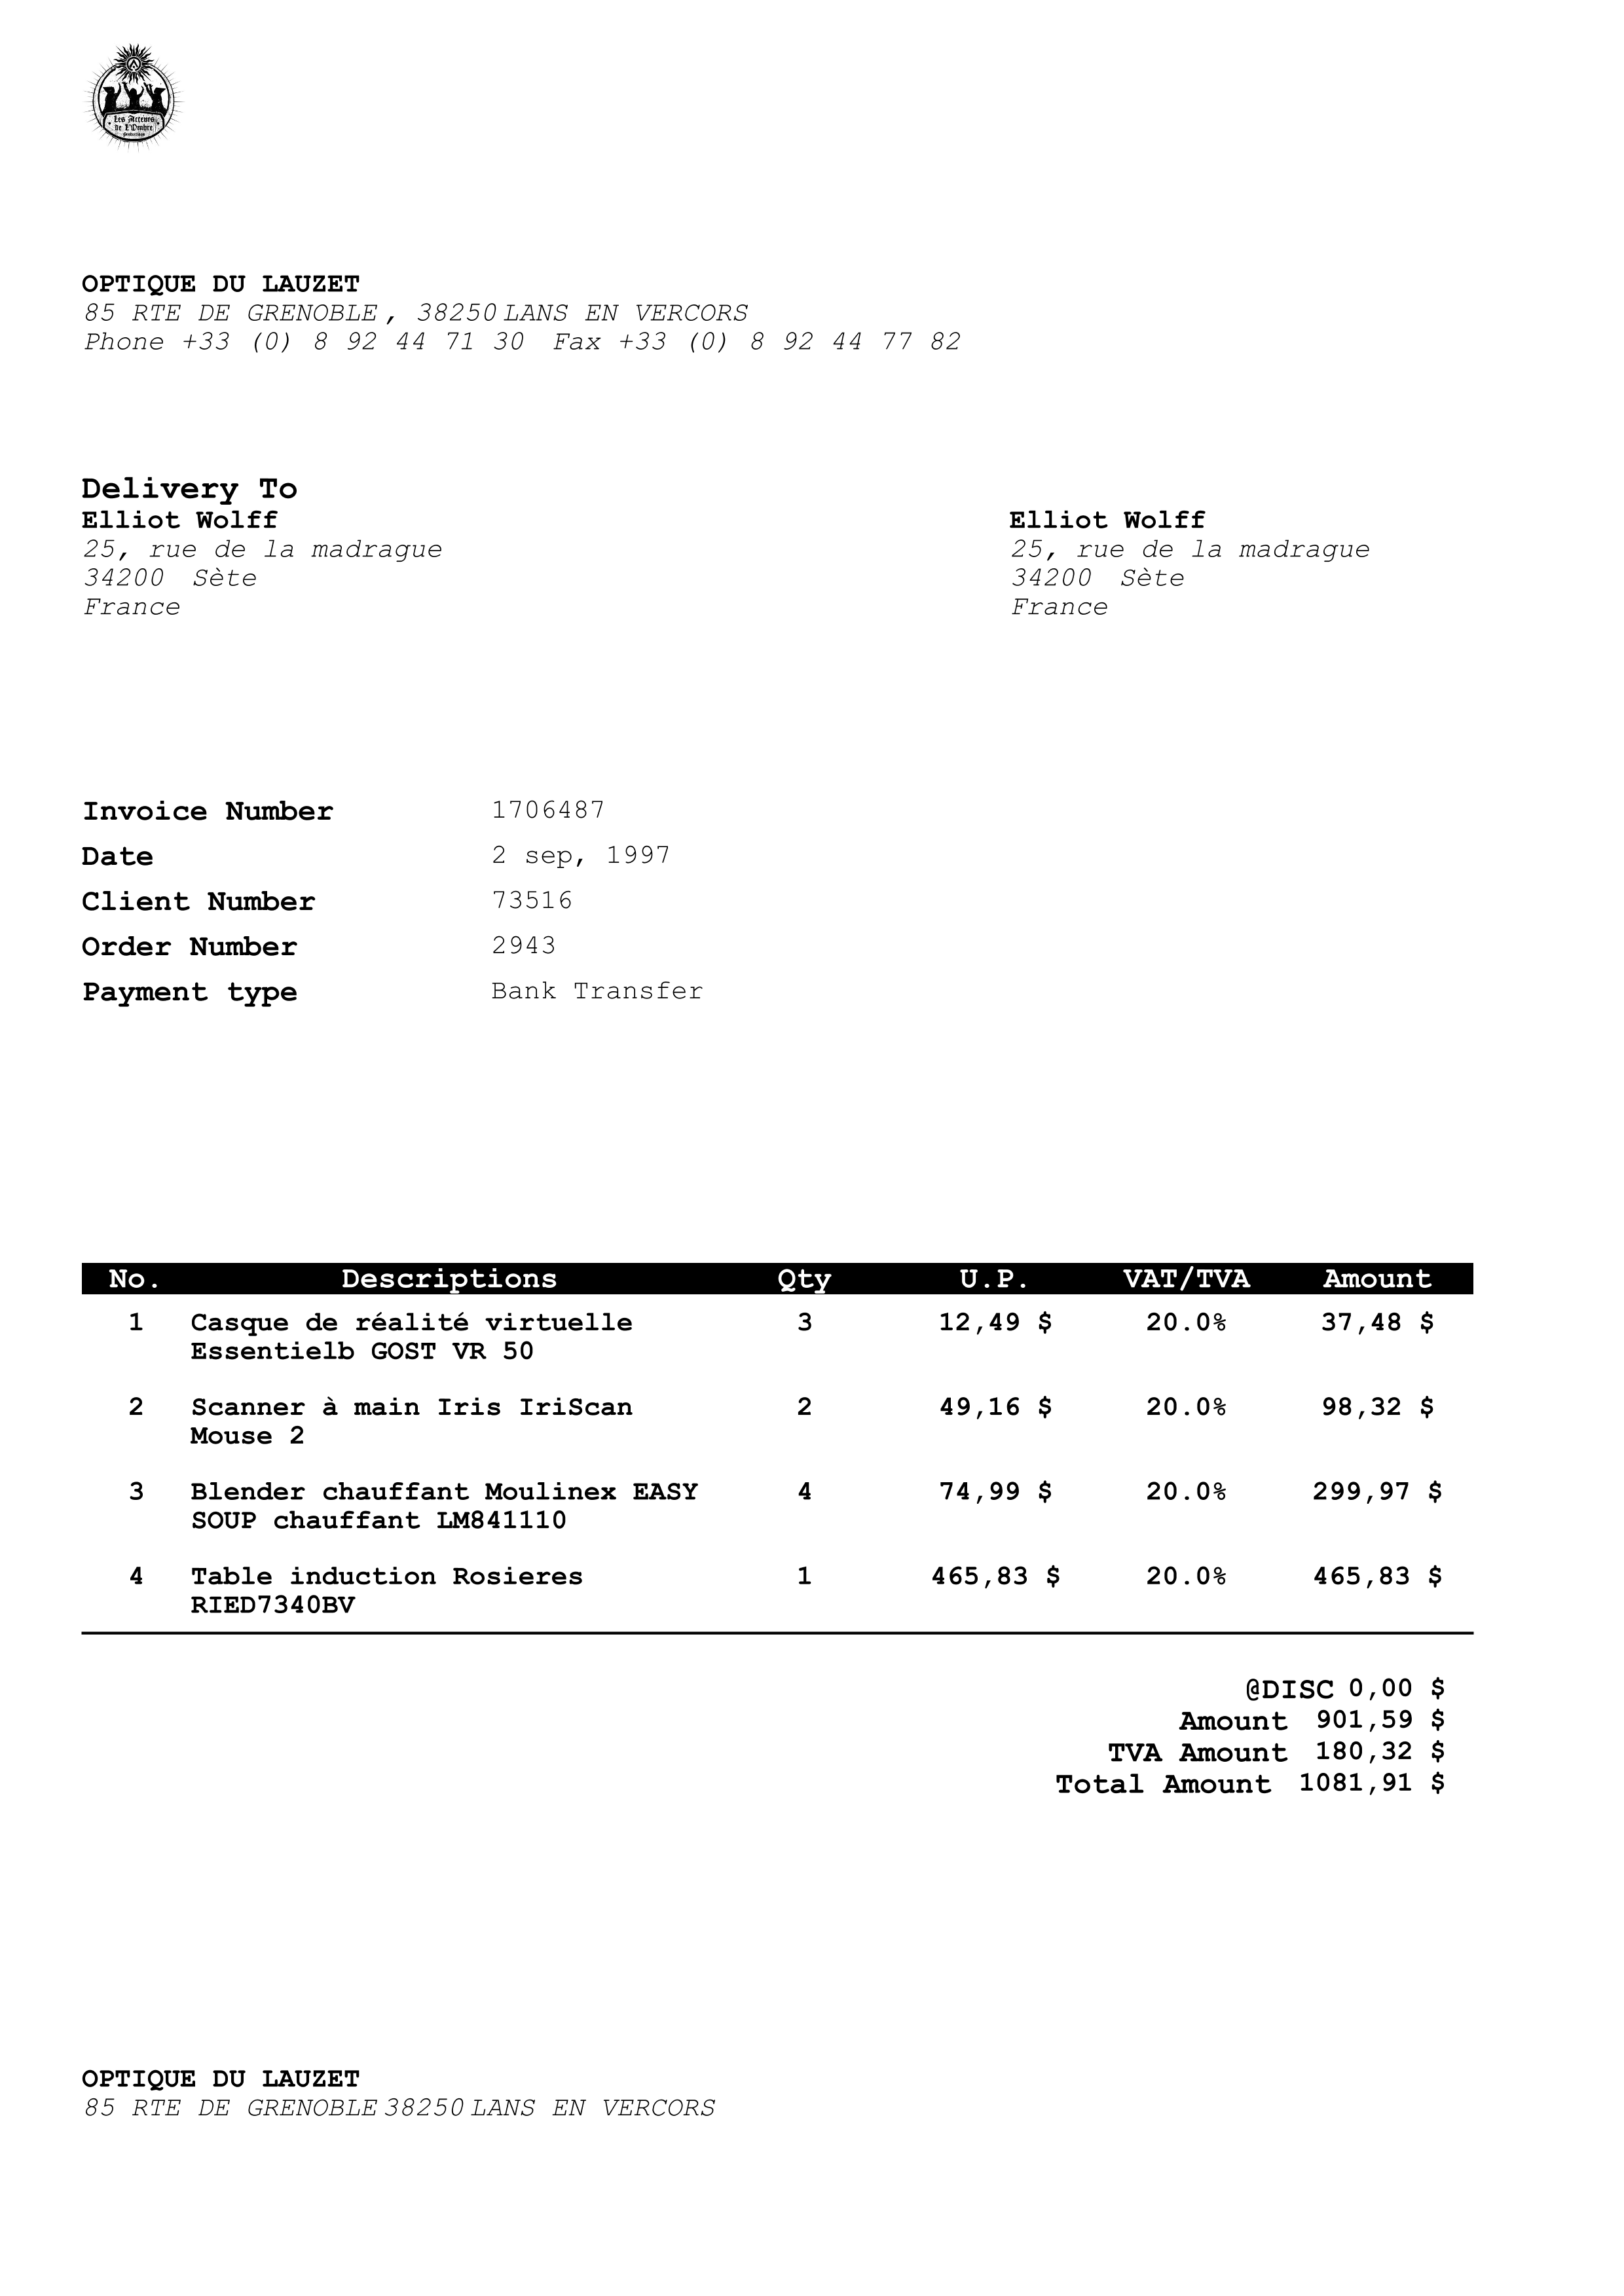 Les Acteurs
de L'Ombre
Productions
OPTIQUE DU LAUZET
85 RTE DE GRENOBLE , 38250 LANS EN VERCORS
Phone +33 (0) 8 92 44 71 30 Fax +33 (0) 8 92 44 77 82
Delivery To
Elliot Wolff
25, rue de la madrague
34200 Sète
France
Elliot Wolff
25, rue de la madrague
34200 Sète
France
Invoice Number 1706487
Date 2 sep, 1997
Client Number 73516
Order Number 2943
Payment type Bank Transfer
No. Descriptions Qty U.P. VAT/TVA Amount
1 Casque de réalité virtuelle 3 12,49 $ 20.0% 37,48 $
Essentielb GOST VR 50
2 Scanner à main Iris IriScan 2 49,16 $ 20.0% 98,32 $
Mouse 2
3 Blender chauffant Moulinex EASY 4 74,99 $ 20.0% 299,97 $
SOUP chauffant LM841110
4 Table induction Rosieres 1 465,83 $ 20.0% 465,83 $
RIED7340BV
@DISC 0,00 $
Amount 901,59 $
TVA Amount 180,32 $
Total Amount 1081,91 $
OPTIQUE DU LAUZET
85 RTE DE GRENOBLE 38250 LANS EN VERCORS